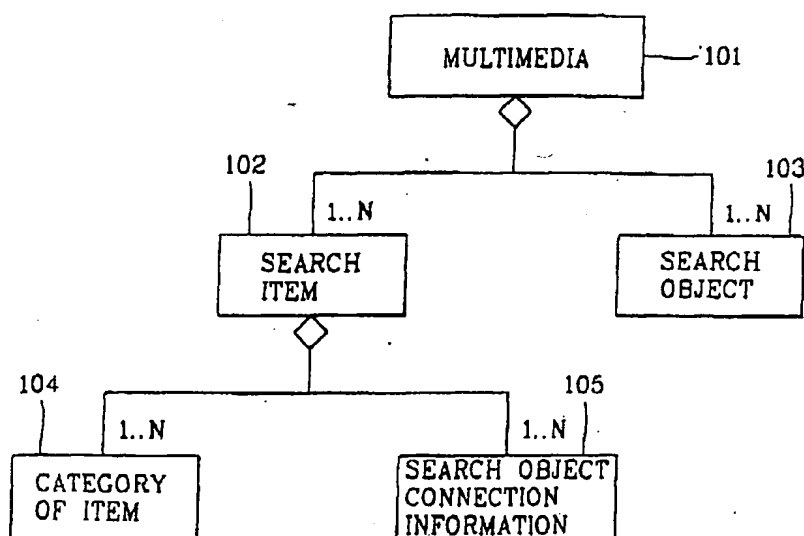 MULTIMEDIA
101
102
103
1..N
1..N
SEARCH
ITEM
SEARCH
OBJECT
104
105
1..N
1..N
CATEGORY
OF ITEM
SEARCH OBJECT
CONNECTION
INFORMATION